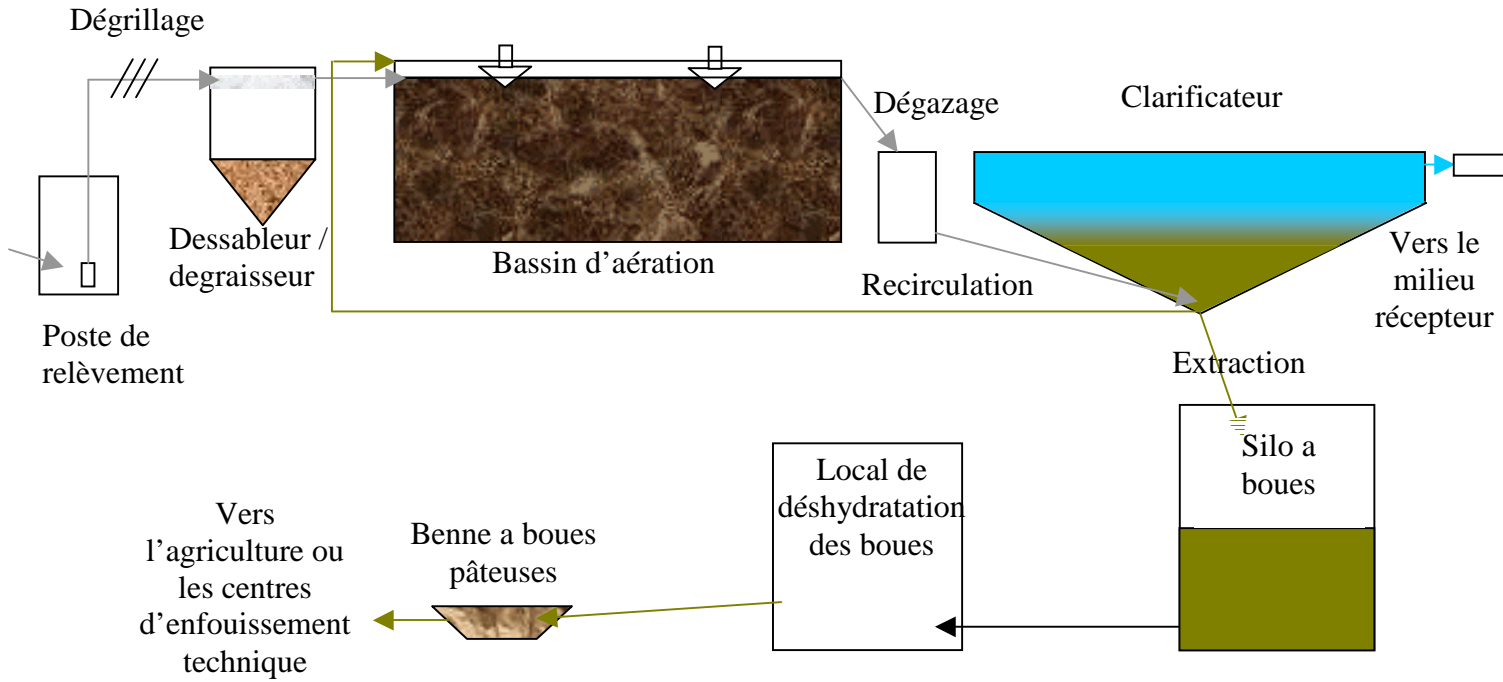 Dégrillage
Poste de
relèvement
Dessableur /
degraisseur
Bassin d’aération
Dégazage
Recirculation
Clarificateur
Vers le
milieu
récepteur
Extraction
Silo a
boues
Local de
déshydratation
des boues
Benne a boues
pâteuses
Vers
l’agriculture ou
les centres
d’enfouissement
technique